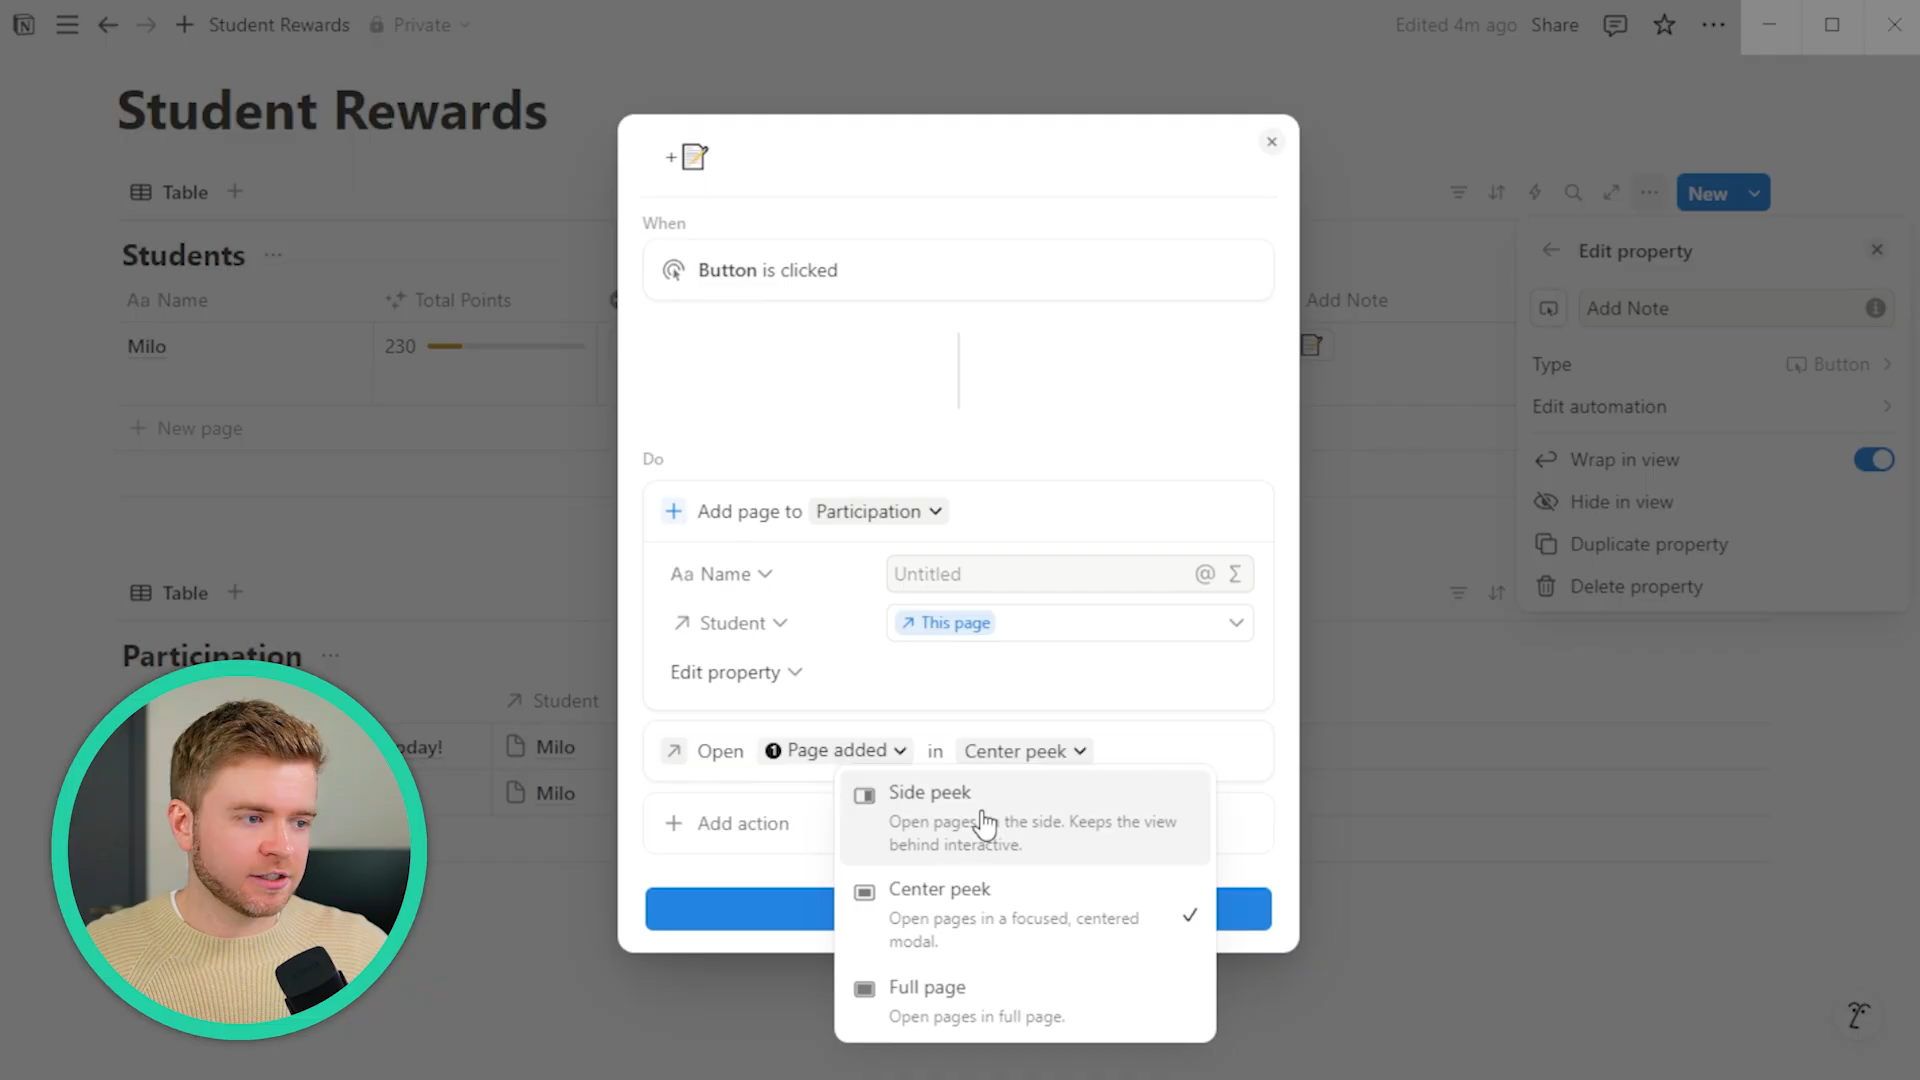 Student Rewards
Private
Edited 4m ago
Share
Student Rewards
Table
New
Students
Aa Name
Total Points
Add Note
Milo
230
New page
Table
Participation
Student
oday!
Milo
Milo
When
Button is clicked
Do
Add page to Participation
Aa Name
Untitled
@ Σ
Student
This page
Edit property
Open
1 Page added
in
Center peek
Add action
Side peek
Open pages the side. Keeps the view
behind interactive.
Center peek
Open pages in a focused, centered
modal.
Full page
Open pages in full page.
Edit property
Add Note
Type
Button
Edit automation
Wrap in view
Hide in view
Duplicate property
Delete property